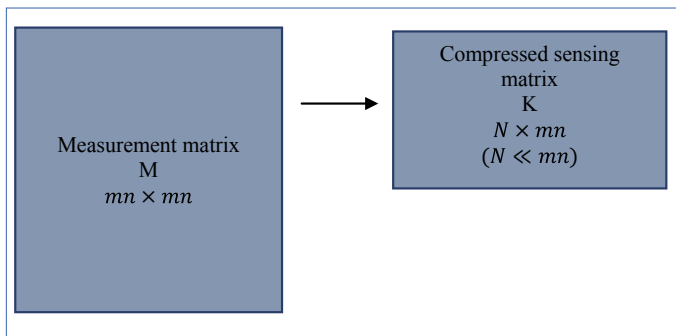 Measurement matrix
M
𝑚𝑛 × 𝑚𝑛
Compressed sensing
matrix
K
𝑁 × 𝑚𝑛
(𝑁 ≪ 𝑚𝑛)